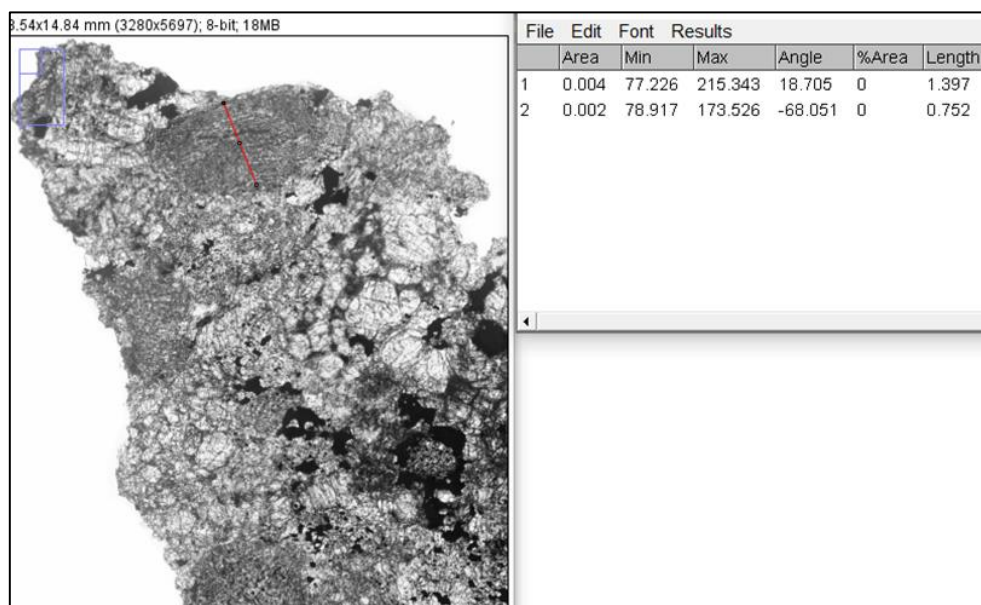 8.54x14.84 mm (3280x5697); 8-bit; 18MB
File Edit Font Results
Area Min Max Angle %Area Length
1 0.004 77.226 215.343 18.705 0 1.397
2 0.002 78.917 173.526 -68.051 0 0.752